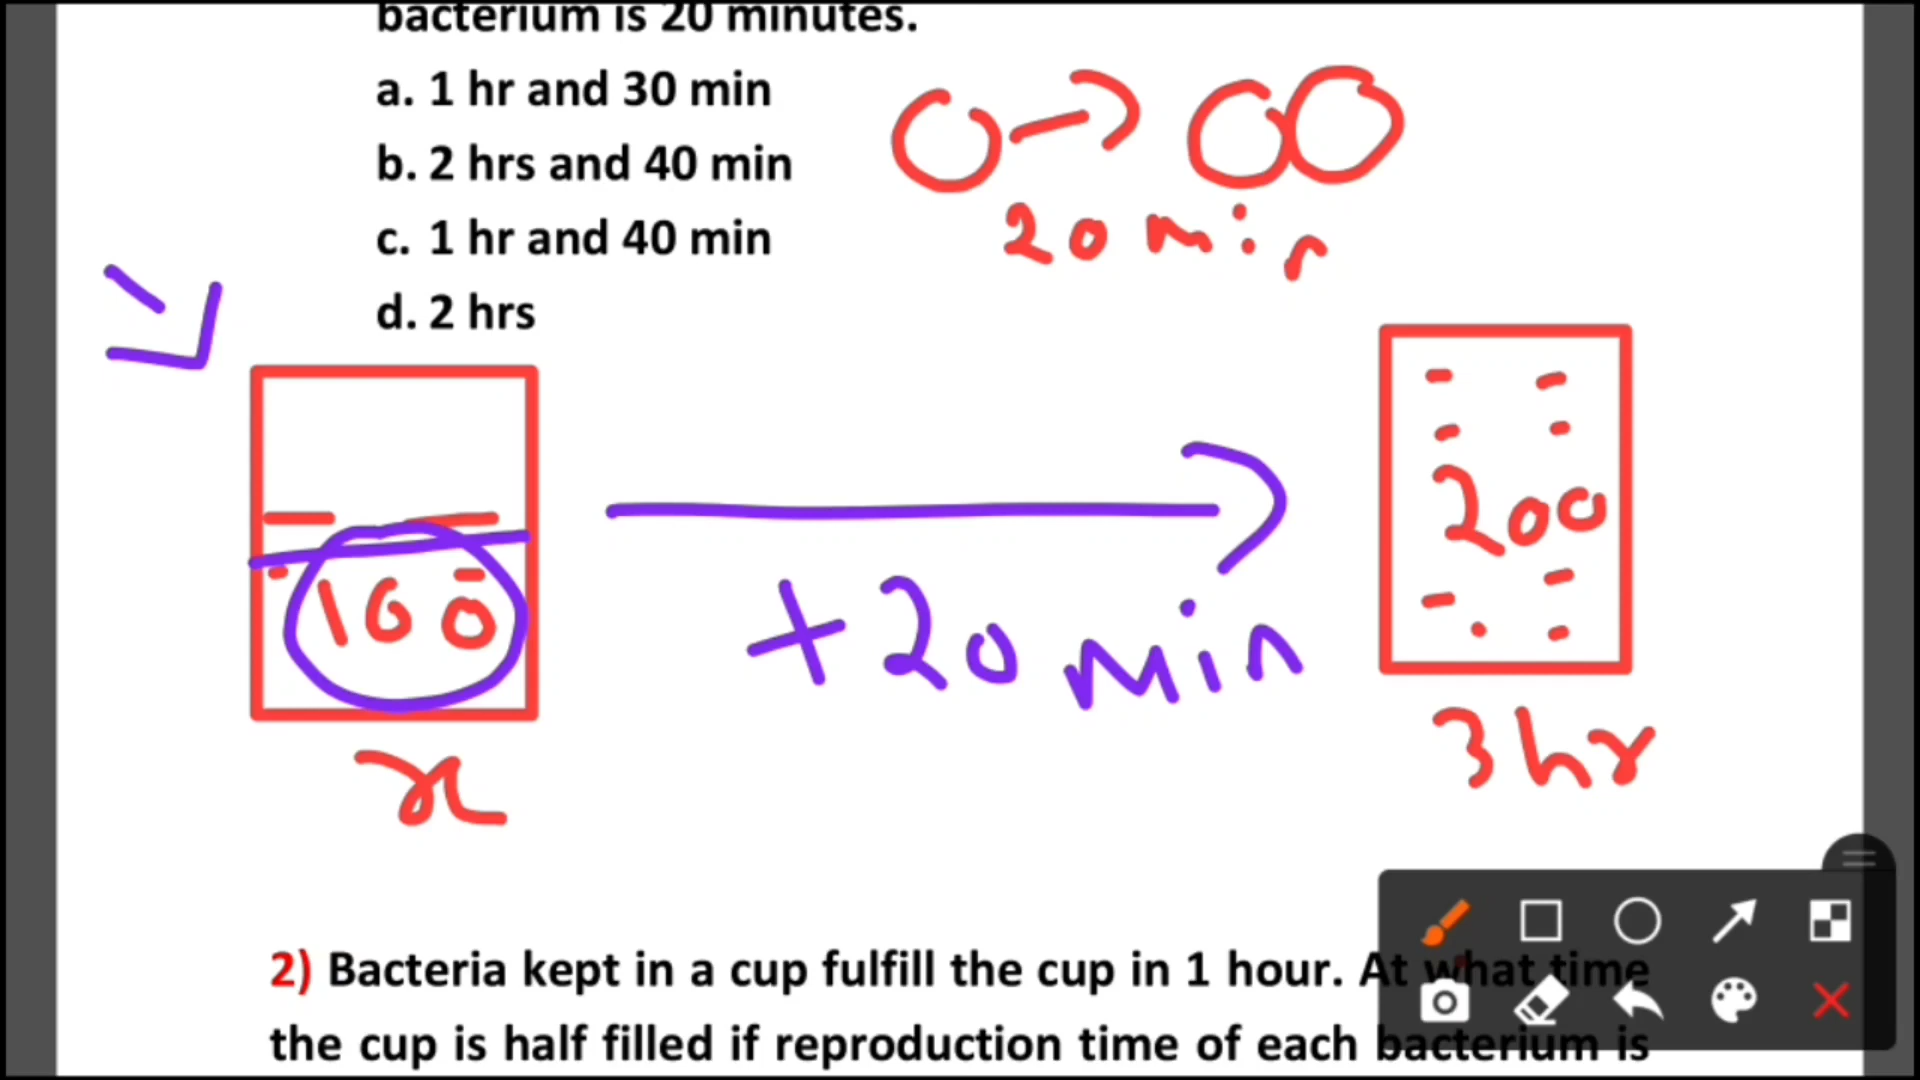 bacterium is 20 minutes.
a. 1 hr and 30 min
b. 2 hrs and 40 min
c. 1 hr and 40 min
d. 2 hrs
20 min
200
100
+20 min
x
3hr
2) Bacteria kept in a cup fulfill the cup in 1 hour. At what time
the cup is half filled if reproduction time of each bacterium is